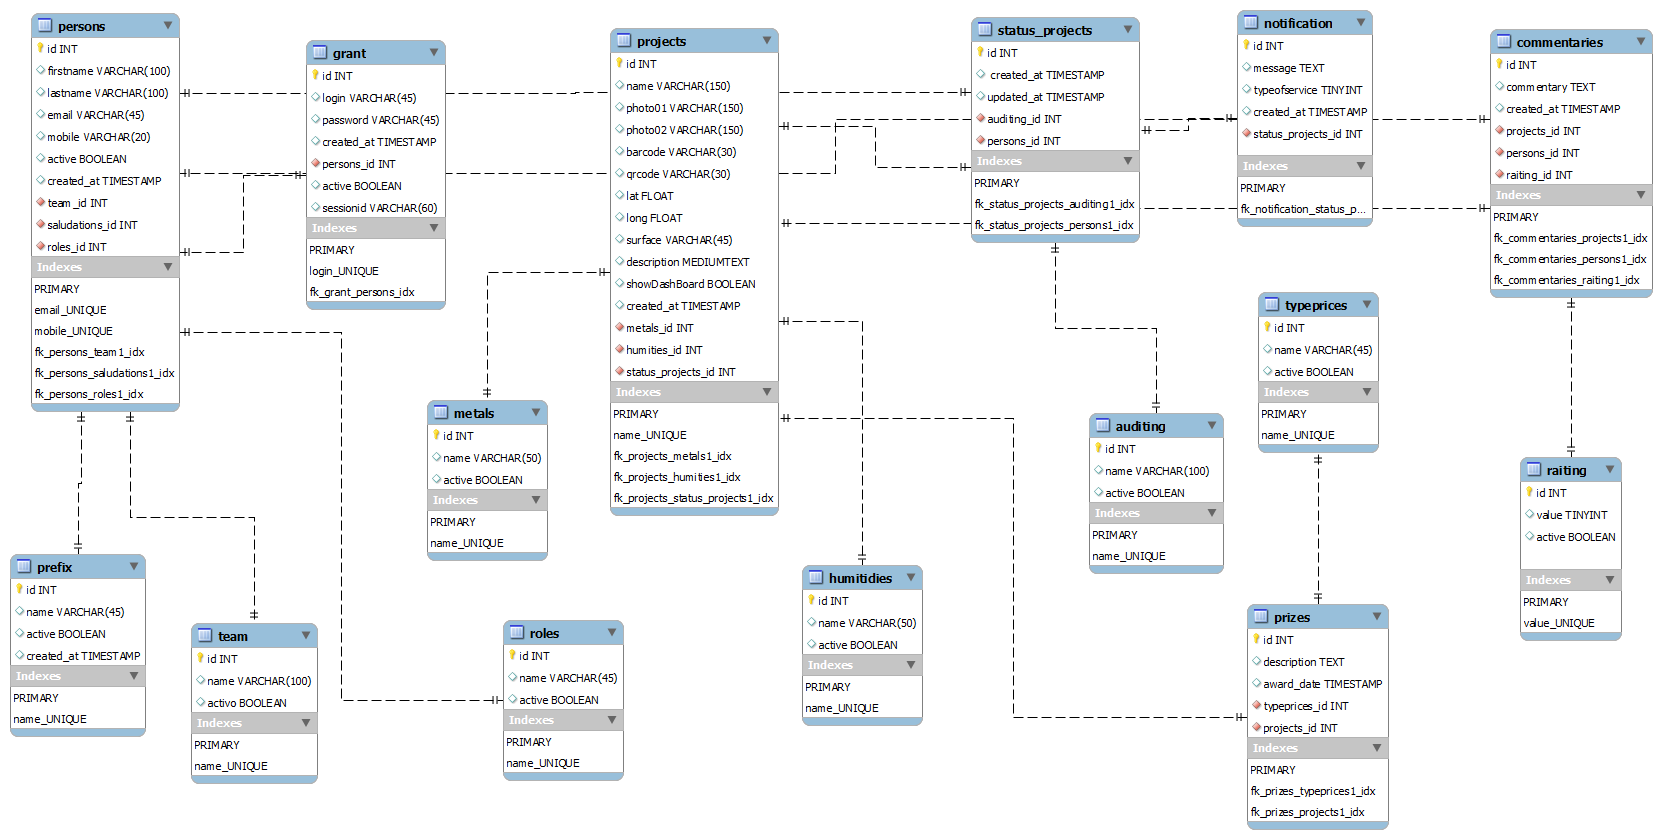 persons
id INT
firstname VARCHAR(100)
lastname VARCHAR(100)
email VARCHAR(45)
mobile VARCHAR(20)
active BOOLEAN
created_at TIMESTAMP
team_id INT
saludations_id INT
roles_id INT
Indexes
PRIMARY
email_UNIQUE
mobile_UNIQUE
fk_persons_team1_idx
fk_persons_saludations1_idx
fk_persons_roles1_idx
grant
id INT
login VARCHAR(45)
password VARCHAR(45)
created_at TIMESTAMP
persons_id INT
active BOOLEAN
sessionid VARCHAR(60)
Indexes
PRIMARY
login_UNIQUE
fk_grant_persons_idx
projects
id INT
name VARCHAR(150)
photo01 VARCHAR(150)
photo02 VARCHAR(150)
barcode VARCHAR(30)
qrcode VARCHAR(30)
lat FLOAT
long FLOAT
surface VARCHAR(45)
description MEDIUMTEXT
showDashBoard BOOLEAN
created_at TIMESTAMP
metals_id INT
humities_id INT
status_projects_id INT
Indexes
PRIMARY
name_UNIQUE
fk_projects_metals1_idx
fk_projects_humities1_idx
fk_projects_status_projects1_idx
status_projects
id INT
created_at TIMESTAMP
updated_at TIMESTAMP
auditing_id INT
persons_id INT
Indexes
PRIMARY
fk_status_projects_auditing1_idx
fk_status_projects_persons1_idx
notification
id INT
message TEXT
typeofservice TINYINT
created_at TIMESTAMP
status_projects_id INT
Indexes
PRIMARY
fk_notification_status_p...
commentaries
id INT
commentary TEXT
created_at TIMESTAMP
projects_id INT
persons_id INT
raiting_id INT
Indexes
PRIMARY
fk_commentaries_projects1_idx
fk_commentaries_persons1_idx
fk_commentaries_raiting1_idx
typeprices
id INT
name VARCHAR(45)
active BOOLEAN
Indexes
PRIMARY
name_UNIQUE
metals
id INT
name VARCHAR(50)
active BOOLEAN
Indexes
PRIMARY
name_UNIQUE
auditing
id INT
name VARCHAR(100)
active BOOLEAN
Indexes
PRIMARY
name_UNIQUE
raiting
id INT
value TINYINT
active BOOLEAN
Indexes
PRIMARY
value_UNIQUE
prefix
id INT
name VARCHAR(45)
active BOOLEAN
created_at TIMESTAMP
Indexes
PRIMARY
name_UNIQUE
team
id INT
name VARCHAR(100)
activo BOOLEAN
Indexes
PRIMARY
name_UNIQUE
roles
id INT
name VARCHAR(45)
active BOOLEAN
Indexes
PRIMARY
name_UNIQUE
humitidies
id INT
name VARCHAR(50)
active BOOLEAN
Indexes
PRIMARY
name_UNIQUE
prizes
id INT
description TEXT
award_date TIMESTAMP
typeprices_id INT
projects_id INT
Indexes
PRIMARY
fk_prizes_typeprices1_idx
fk_prizes_projects1_idx